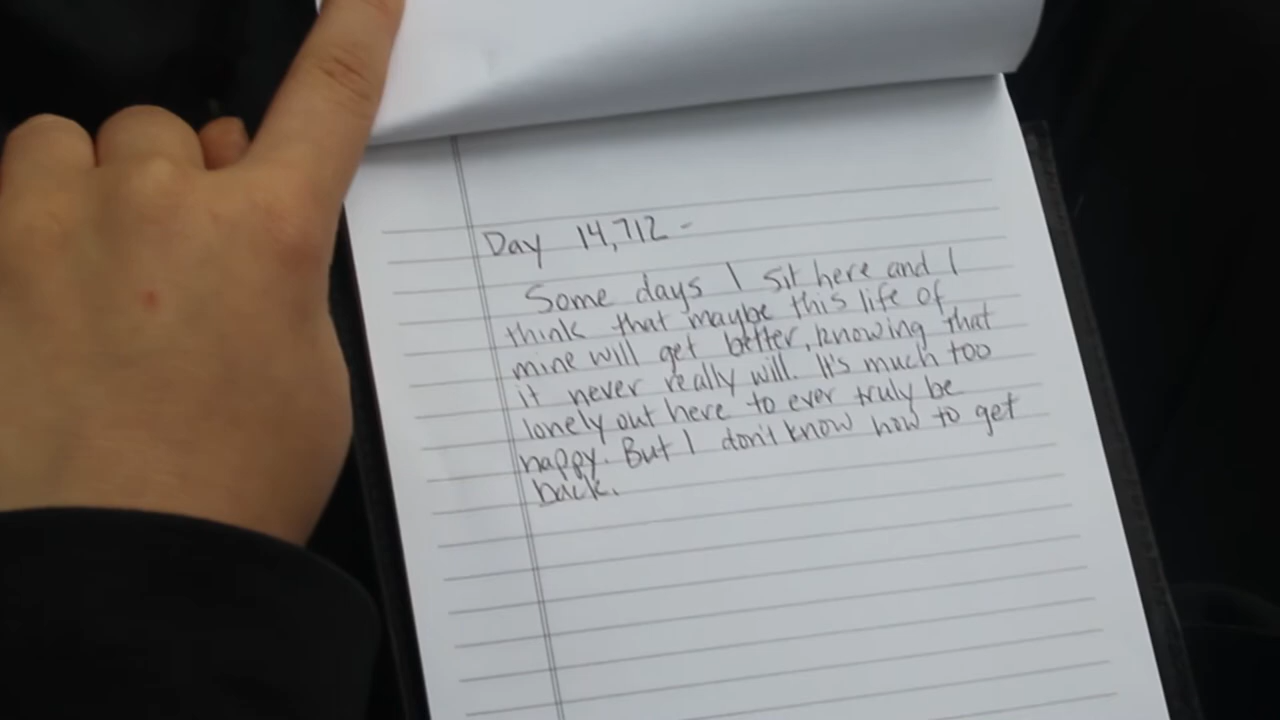 Day 14,712 -
Some days I sit here and I
think that maybe this life of
mine will get better, knowing that
it never really will. It's much too
lonely out here to ever truly be
happy. But I don't know how to get
back.